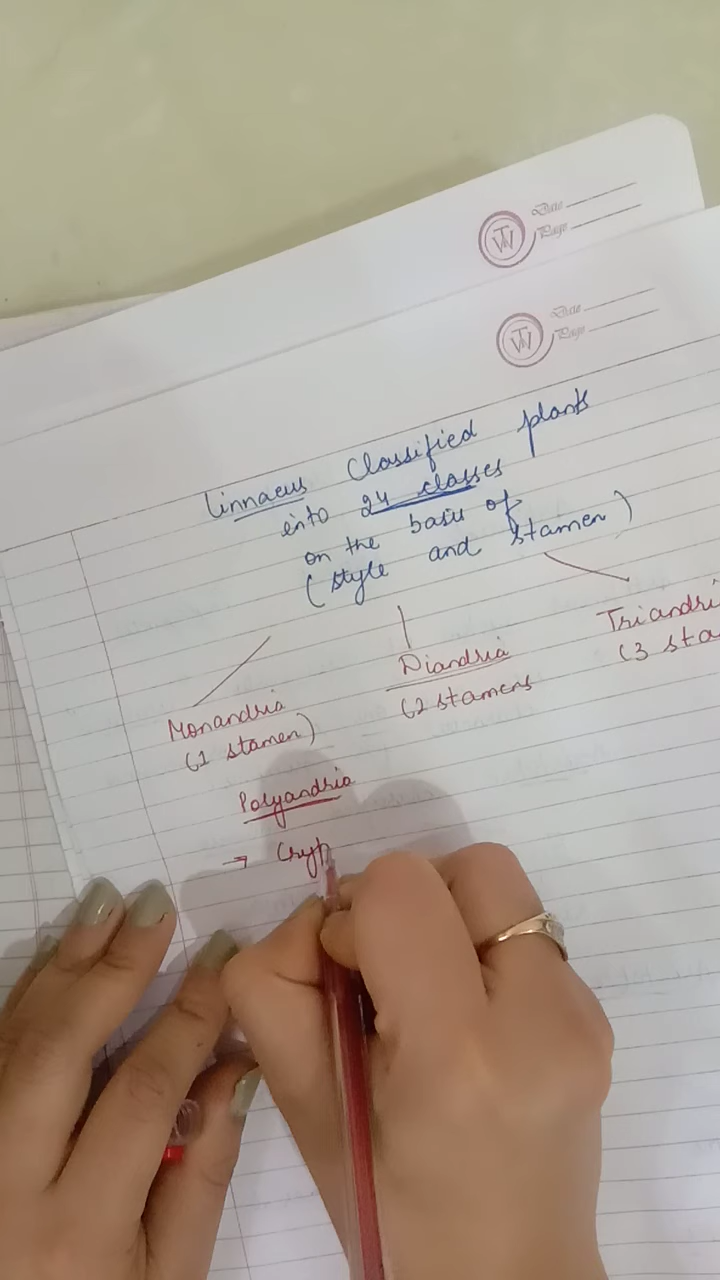 Date
Page
Date
Page
Linnaeus Classified plants
into 24 classes
on the basis of
(style and stamen)
Monandria
(1 stamen)
Diandria
(2 stamens
Triandri
(3 sta
Polyandria
→ Cryp